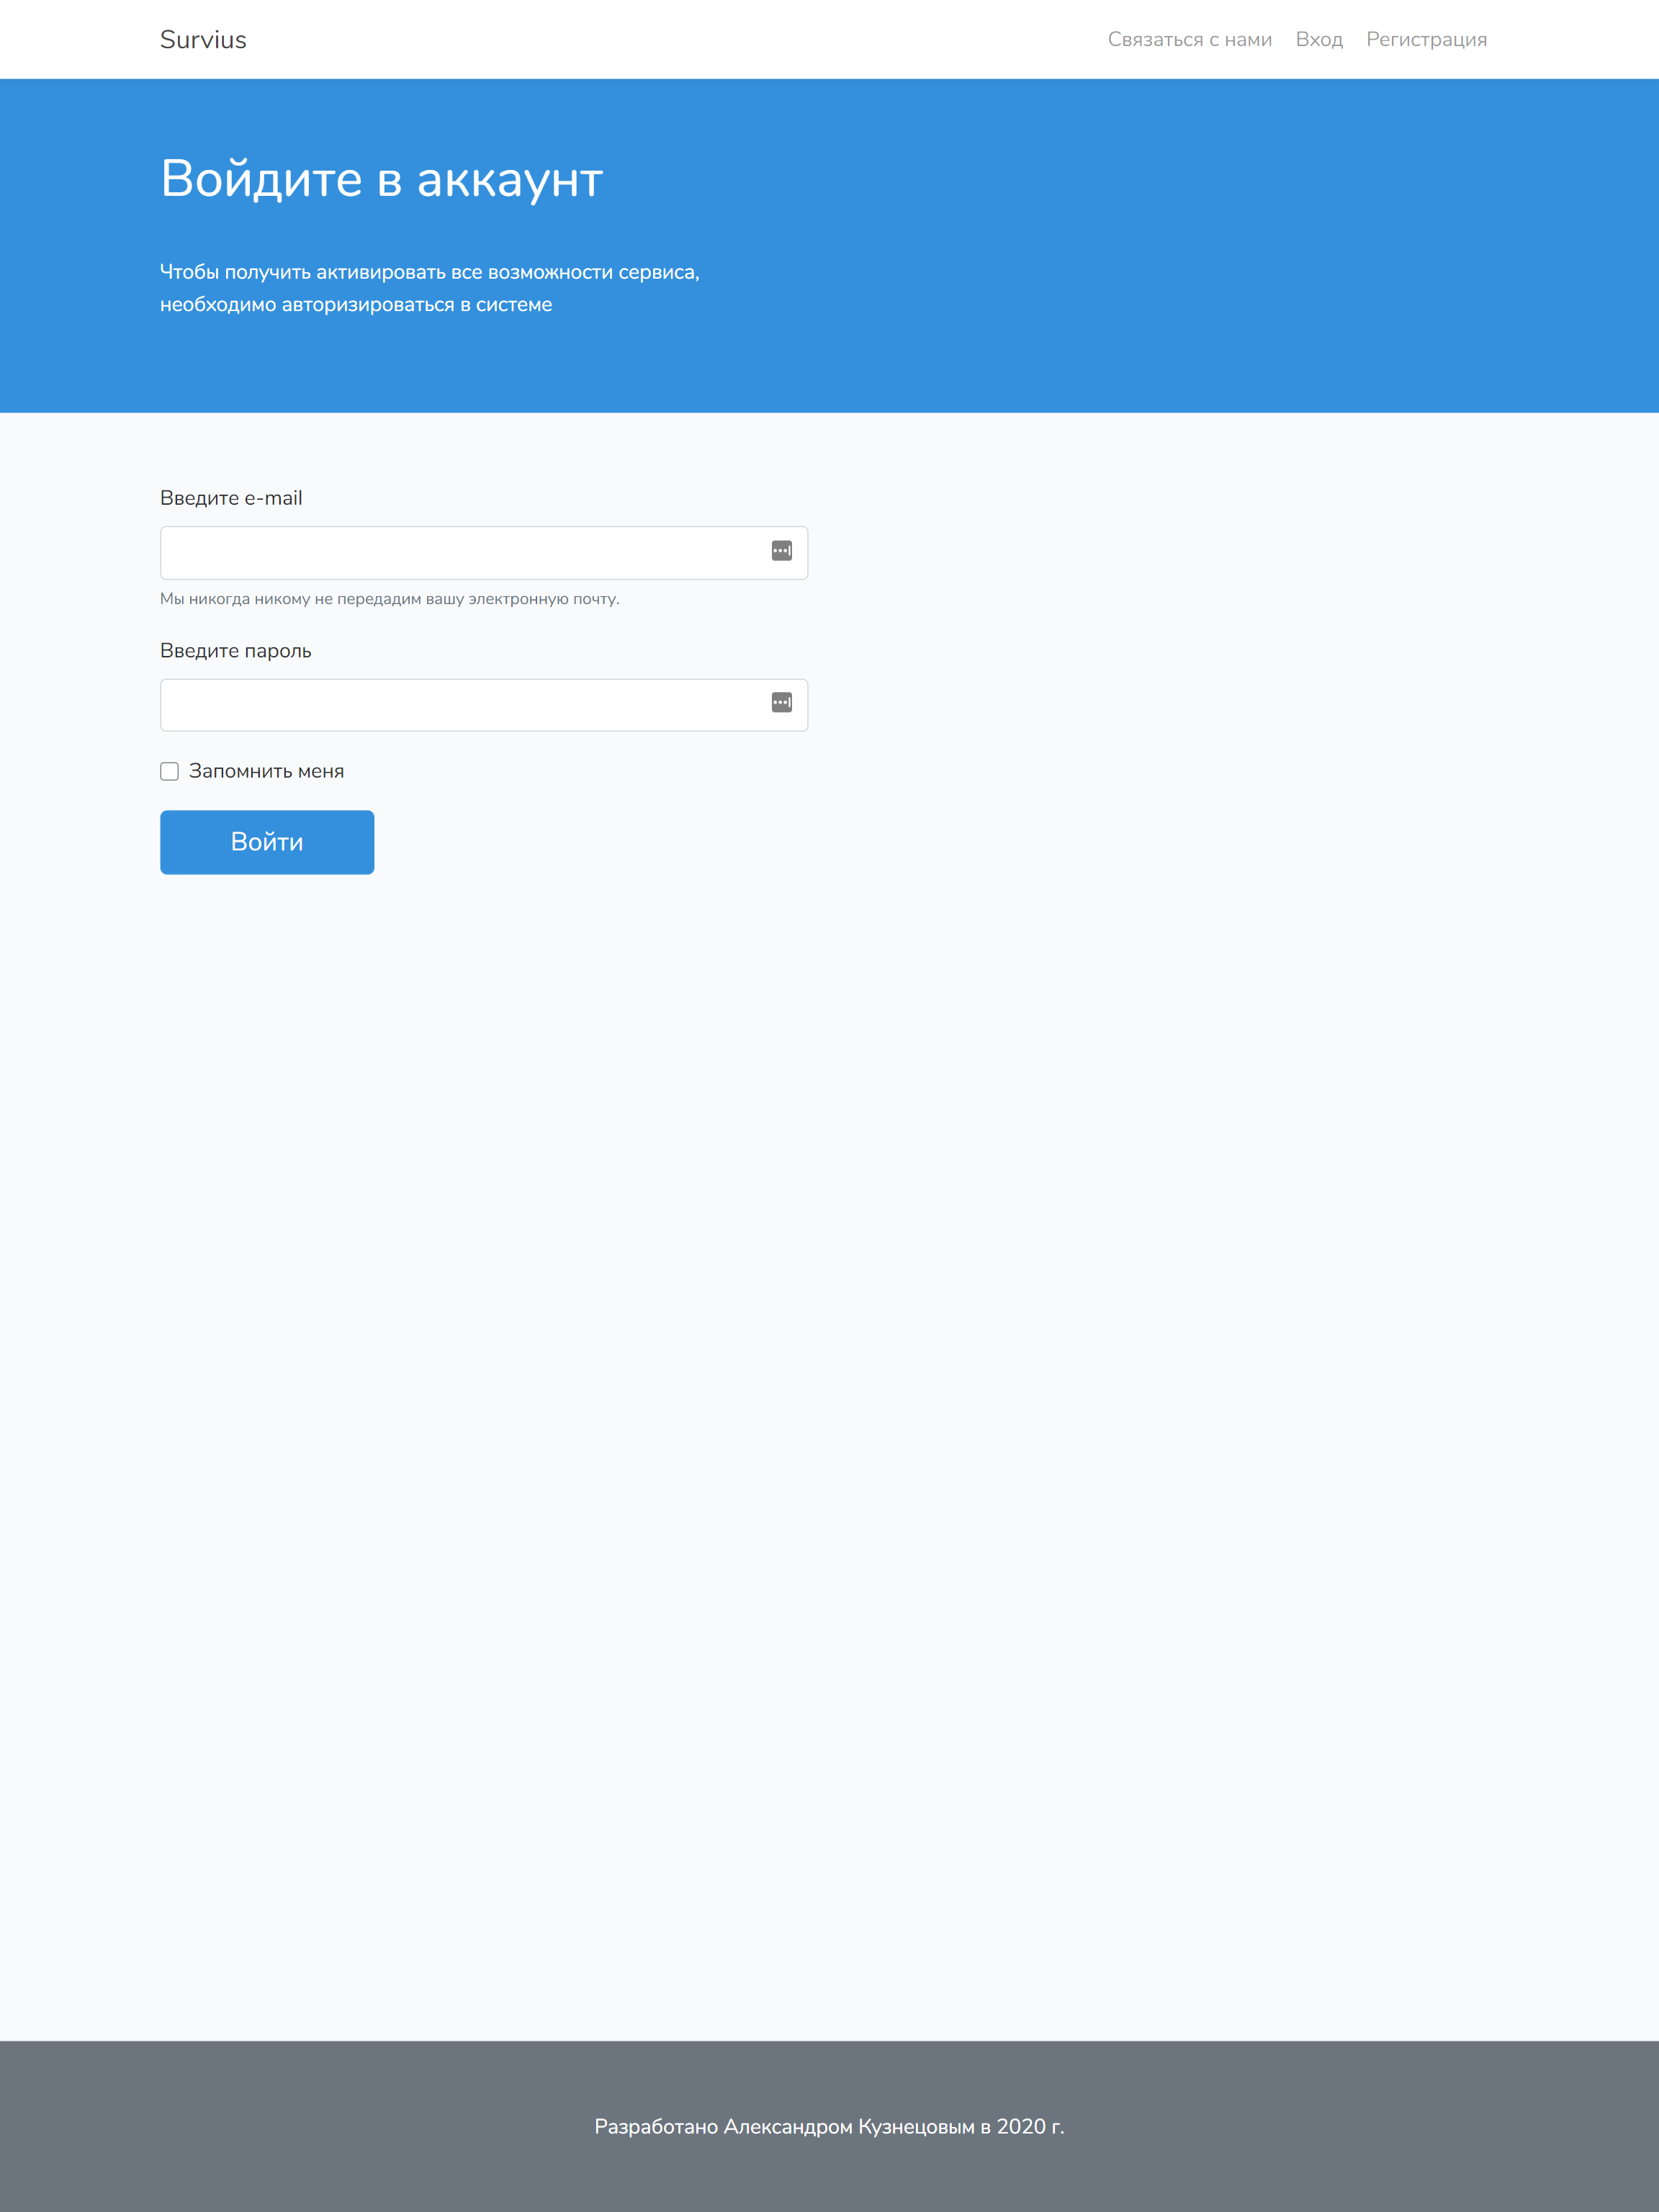 Survius
Связаться с нами
Вход
Регистрация
Войдите в аккаунт
Чтобы получить активировать все возможности сервиса,
необходимо авторизироваться в системе
Введите e-mail
Мы никогда никому не передадим вашу электронную почту.
Введите пароль
Запомнить меня
Войти
Разработано Александром Кузнецовым в 2020 г.